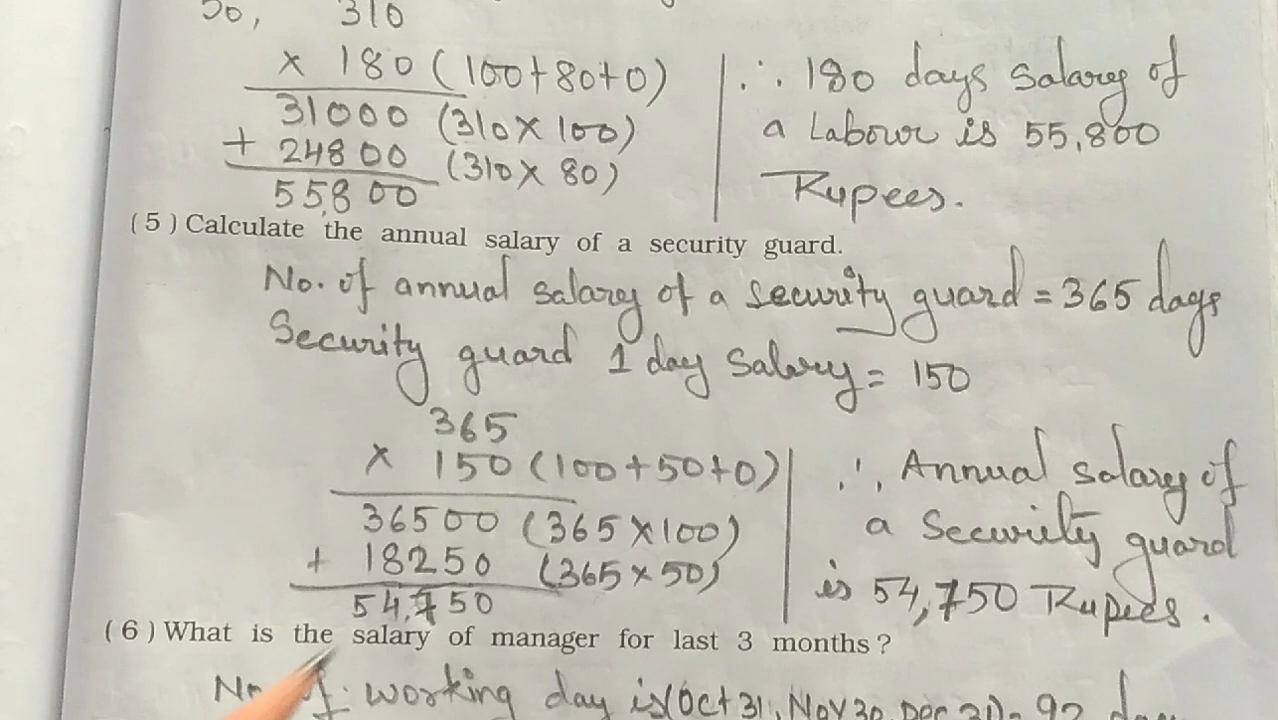 310
× 180 (100+80+0)
31000 (310 × 100)
+ 24800 (310 × 80)
55,800
∴ 180 days Salary of
a Labour is 55,800
Rupees.
(5) Calculate the annual salary of a security guard.
No. of annual salary of a security guard = 365 days
Security guard 1 day Salary = 150
365
× 150 (100+50+0)
36500 (365 × 100)
+ 18250 (365 × 50)
54,750
∴ Annual salary of
a Security guard
is 54,750 Rupees.
(6) What is the salary of manager for last 3 months?
No. of working day is (Oct 31, Nov 30, Dec 31) = 92